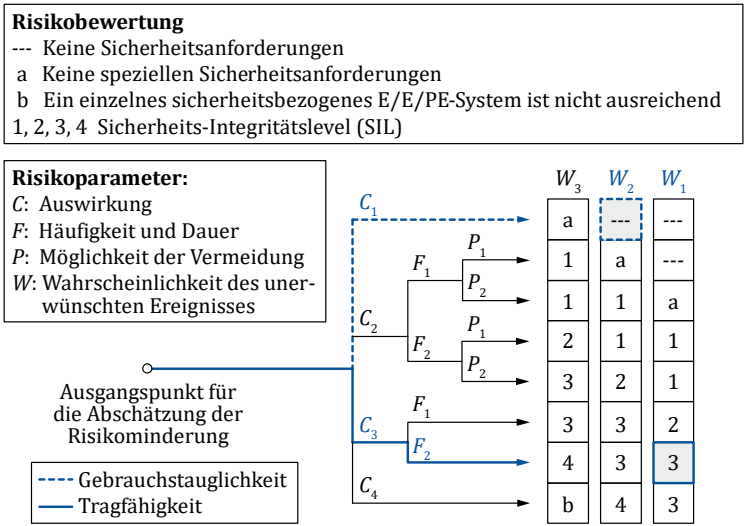 Risikobewertung
--- Keine Sicherheitsanforderungen
a Keine speziellen Sicherheitsanforderungen
b Ein einzelnes sicherheitsbezogenes E/E/PE-System ist nicht ausreichend
1, 2, 3, 4 Sicherheits-Integritätslevel (SIL)
Risikoparameter:
C: Auswirkung
F: Häufigkeit und Dauer
P: Möglichkeit der Vermeidung
W: Wahrscheinlichkeit des uner-
wünschten Ereignisses
W3 W2 W1
C1 a --- ---
P1 1 a ---
F1
P2 1 1 a
C2
P1 2 1 1
F2
P2 3 2 1
Ausgangspunkt für
die Abschätzung der
Risikominderung
F1 3 3 2
C3
F2 4 3 3
C4 b 4 3
Gebrauchstauglichkeit
Tragfähigkeit